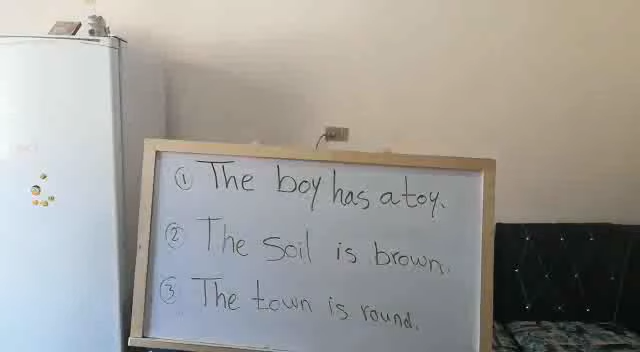 ① The boy has a toy.
② The soil is brown.
③ The town is round.